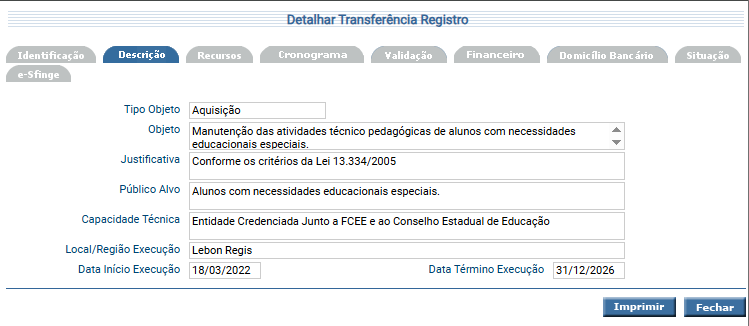 Detalhar Transferência Registro
Identificação Descrição Recursos Cronograma Validação Financeiro Domicílio Bancário Situação
e-Sfinge
Tipo Objeto Aquisição
Objeto Manutenção das atividades técnico pedagógicas de alunos com necessidades
educacionais especiais.
Justificativa Conforme os critérios da Lei 13.334/2005
Público Alvo Alunos com necessidades educacionais especiais.
Capacidade Técnica Entidade Credenciada Junto a FCEE e ao Conselho Estadual de Educação
Local/Região Execução Lebon Regis
Data Início Execução 18/03/2022 Data Término Execução 31/12/2026
Imprimir Fechar